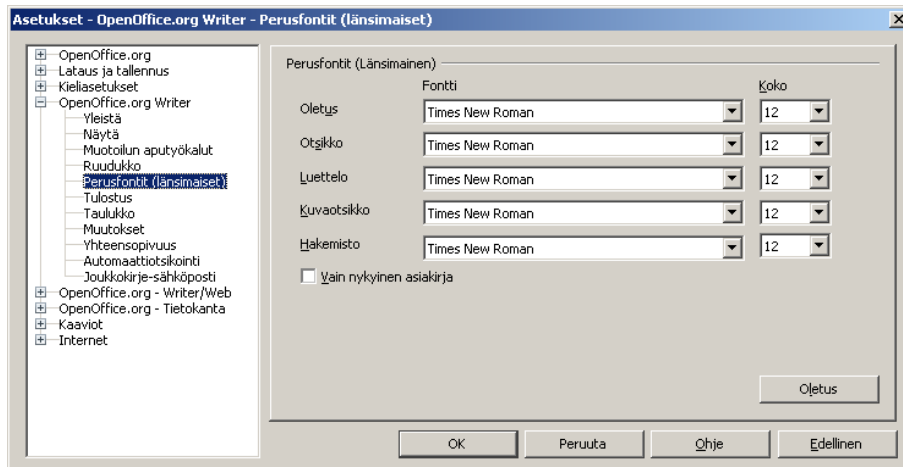 Asetukset - OpenOffice.org Writer - Perusfontit (länsimaiset)
OpenOffice.org
Lataus ja tallennus
Kieliasetukset
OpenOffice.org Writer
Yleistä
Näytä
Muotoilun aputyökalut
Ruudukko
Perusfontit (länsimaiset)
Tulostus
Taulukko
Muutokset
Yhteensopivuus
Automaattiotsikointi
Joukkokirje-sähköposti
OpenOffice.org - Writer/Web
OpenOffice.org - Tietokanta
Kaaviot
Internet
Perusfontit (Länsimainen)
Fontti Koko
Oletus Times New Roman 12
Otsikko Times New Roman 12
Luettelo Times New Roman 12
Kuvaotsikko Times New Roman 12
Hakemisto Times New Roman 12
Vain nykyinen asiakirja
Oletus
OK Peruuta Ohje Edellinen